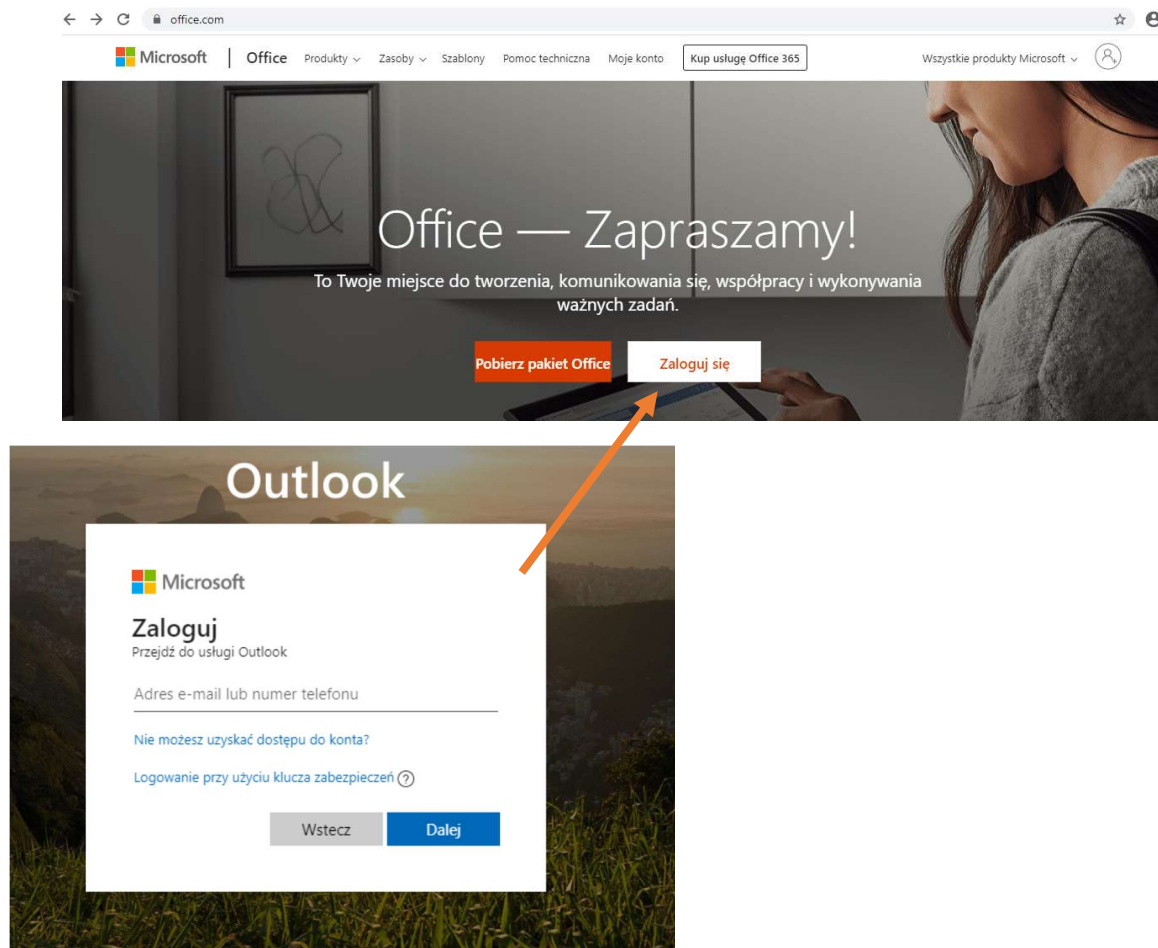 office.com
Microsoft Office Produkty Zasoby Szablony Pomoc techniczna Moje konto Kup usługę Office 365 Wszystkie produkty Microsoft
Office — Zapraszamy!
To Twoje miejsce do tworzenia, komunikowania się, współpracy i wykonywania
ważnych zadań.
Pobierz pakiet Office Zaloguj się
Outlook
Microsoft
Zaloguj
Przejdź do usługi Outlook
Adres e-mail lub numer telefonu
Nie możesz uzyskać dostępu do konta?
Logowanie przy użyciu klucza zabezpieczeń ?
Wstecz Dalej